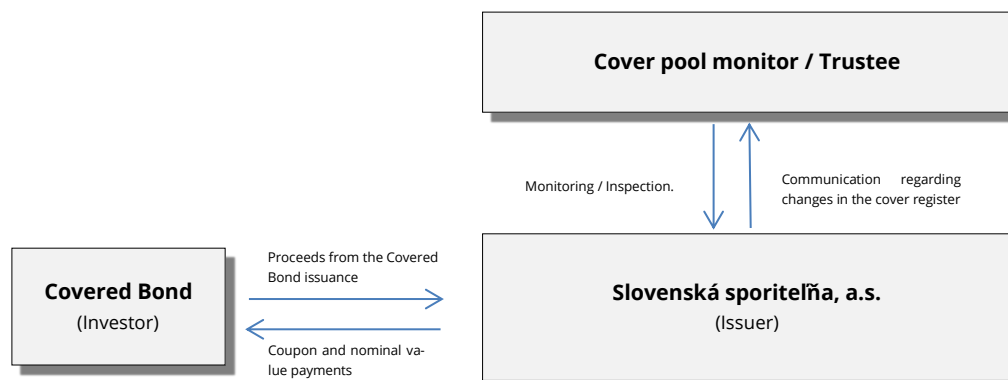 Cover pool monitor / Trustee
Monitoring / Inspection.
Communication regarding
changes in the cover register
Proceeds from the Covered
Bond issuance
Covered Bond
(Investor)
Slovenská sporiteľňa, a.s.
(Issuer)
Coupon and nominal va-
lue payments